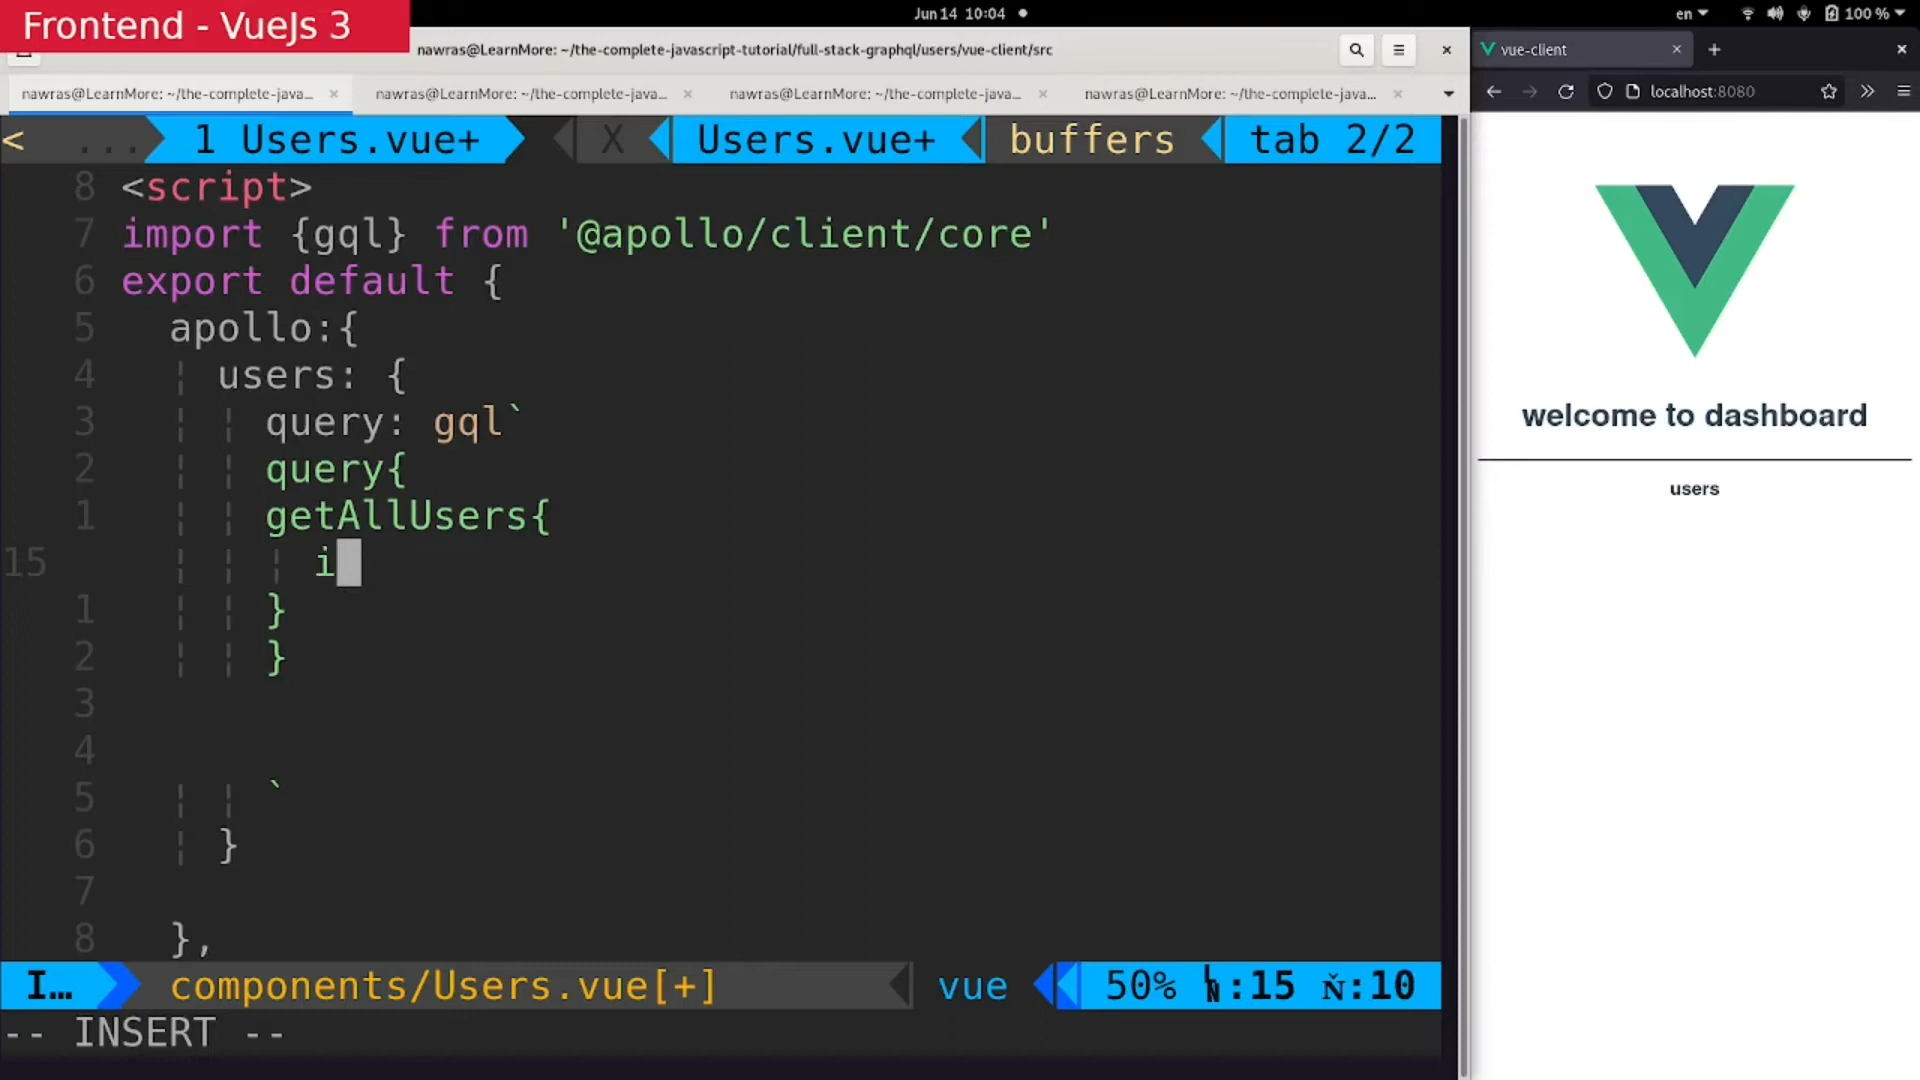 Frontend - VueJs 3
Jun 14 10:04
en
100 %
nawras@LearnMore: ~/the-complete-javascript-tutorial/full-stack-graphql/users/vue-client/src
nawras@LearnMore: ~/the-complete-java... × nawras@LearnMore: ~/the-complete-java... × nawras@LearnMore: ~/the-complete-java... × nawras@LearnMore: ~/the-complete-java... ×
< ... 1 Users.vue+ X Users.vue+ buffers tab 2/2
8 <script>
7 import {gql} from '@apollo/client/core'
6 export default {
5 apollo:{
4 users: {
3 query: gql`
2 query{
1 getAllUsers{
15 i
1 }
2 }
3
4
5 `
6 }
7
8 },
I... components/Users.vue[+] vue 50% :15 :10
-- INSERT --
vue-client
localhost:8080
welcome to dashboard
users